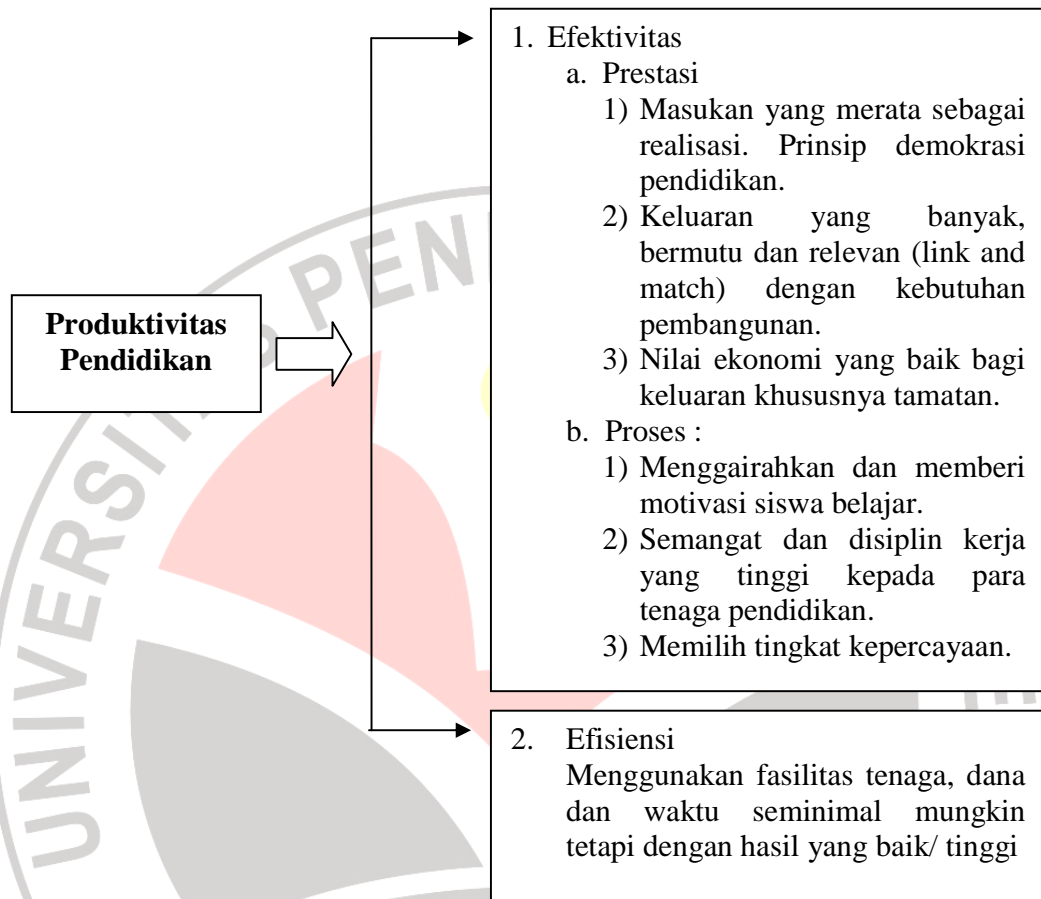 Produktivitas
Pendidikan
1. Efektivitas
a. Prestasi
1) Masukan yang merata sebagai
realisasi. Prinsip demokrasi
pendidikan.
2) Keluaran yang banyak,
bermutu dan relevan (link and
match) dengan kebutuhan
pembangunan.
3) Nilai ekonomi yang baik bagi
keluaran khususnya tamatan.
b. Proses :
1) Menggairahkan dan memberi
motivasi siswa belajar.
2) Semangat dan disiplin kerja
yang tinggi kepada para
tenaga pendidikan.
3) Memilih tingkat kepercayaan.
2. Efisiensi
Menggunakan fasilitas tenaga, dana
dan waktu seminimal mungkin
tetapi dengan hasil yang baik/ tinggi